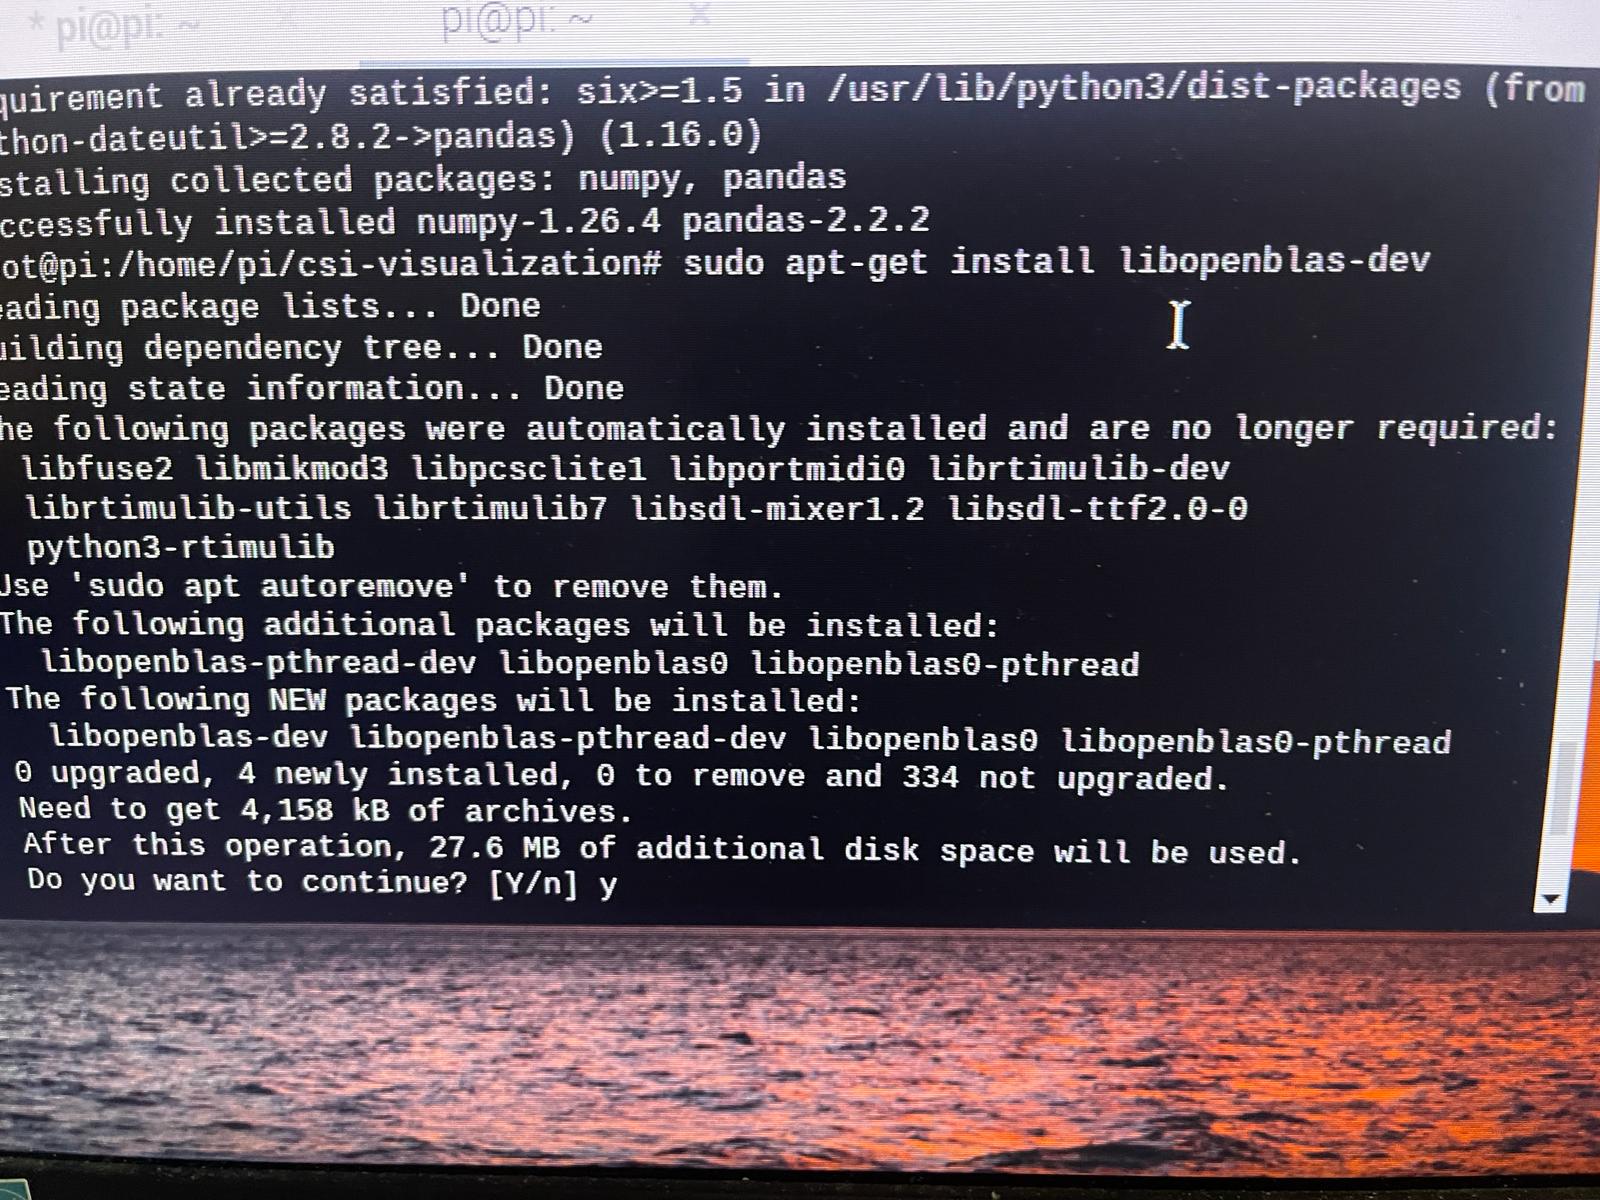 * pi@pi: ~ × pi@pi: ~ ×
quirement already satisfied: six>=1.5 in /usr/lib/python3/dist-packages (from
thon-dateutil>=2.8.2->pandas) (1.16.0)
stalling collected packages: numpy, pandas
ccessfully installed numpy-1.26.4 pandas-2.2.2
ot@pi:/home/pi/csi-visualization# sudo apt-get install libopenblas-dev
eading package lists... Done
uilding dependency tree... Done
eading state information... Done
he following packages were automatically installed and are no longer required:
libfuse2 libmikmod3 libpcsclite1 libportmidi0 librtimulib-dev
librtimulib-utils librtimulib7 libsdl-mixer1.2 libsdl-ttf2.0-0
python3-rtimulib
Use 'sudo apt autoremove' to remove them.
The following additional packages will be installed:
libopenblas-pthread-dev libopenblas0 libopenblas0-pthread
The following NEW packages will be installed:
libopenblas-dev libopenblas-pthread-dev libopenblas0 libopenblas0-pthread
0 upgraded, 4 newly installed, 0 to remove and 334 not upgraded.
Need to get 4,158 kB of archives.
After this operation, 27.6 MB of additional disk space will be used.
Do you want to continue? [Y/n] y